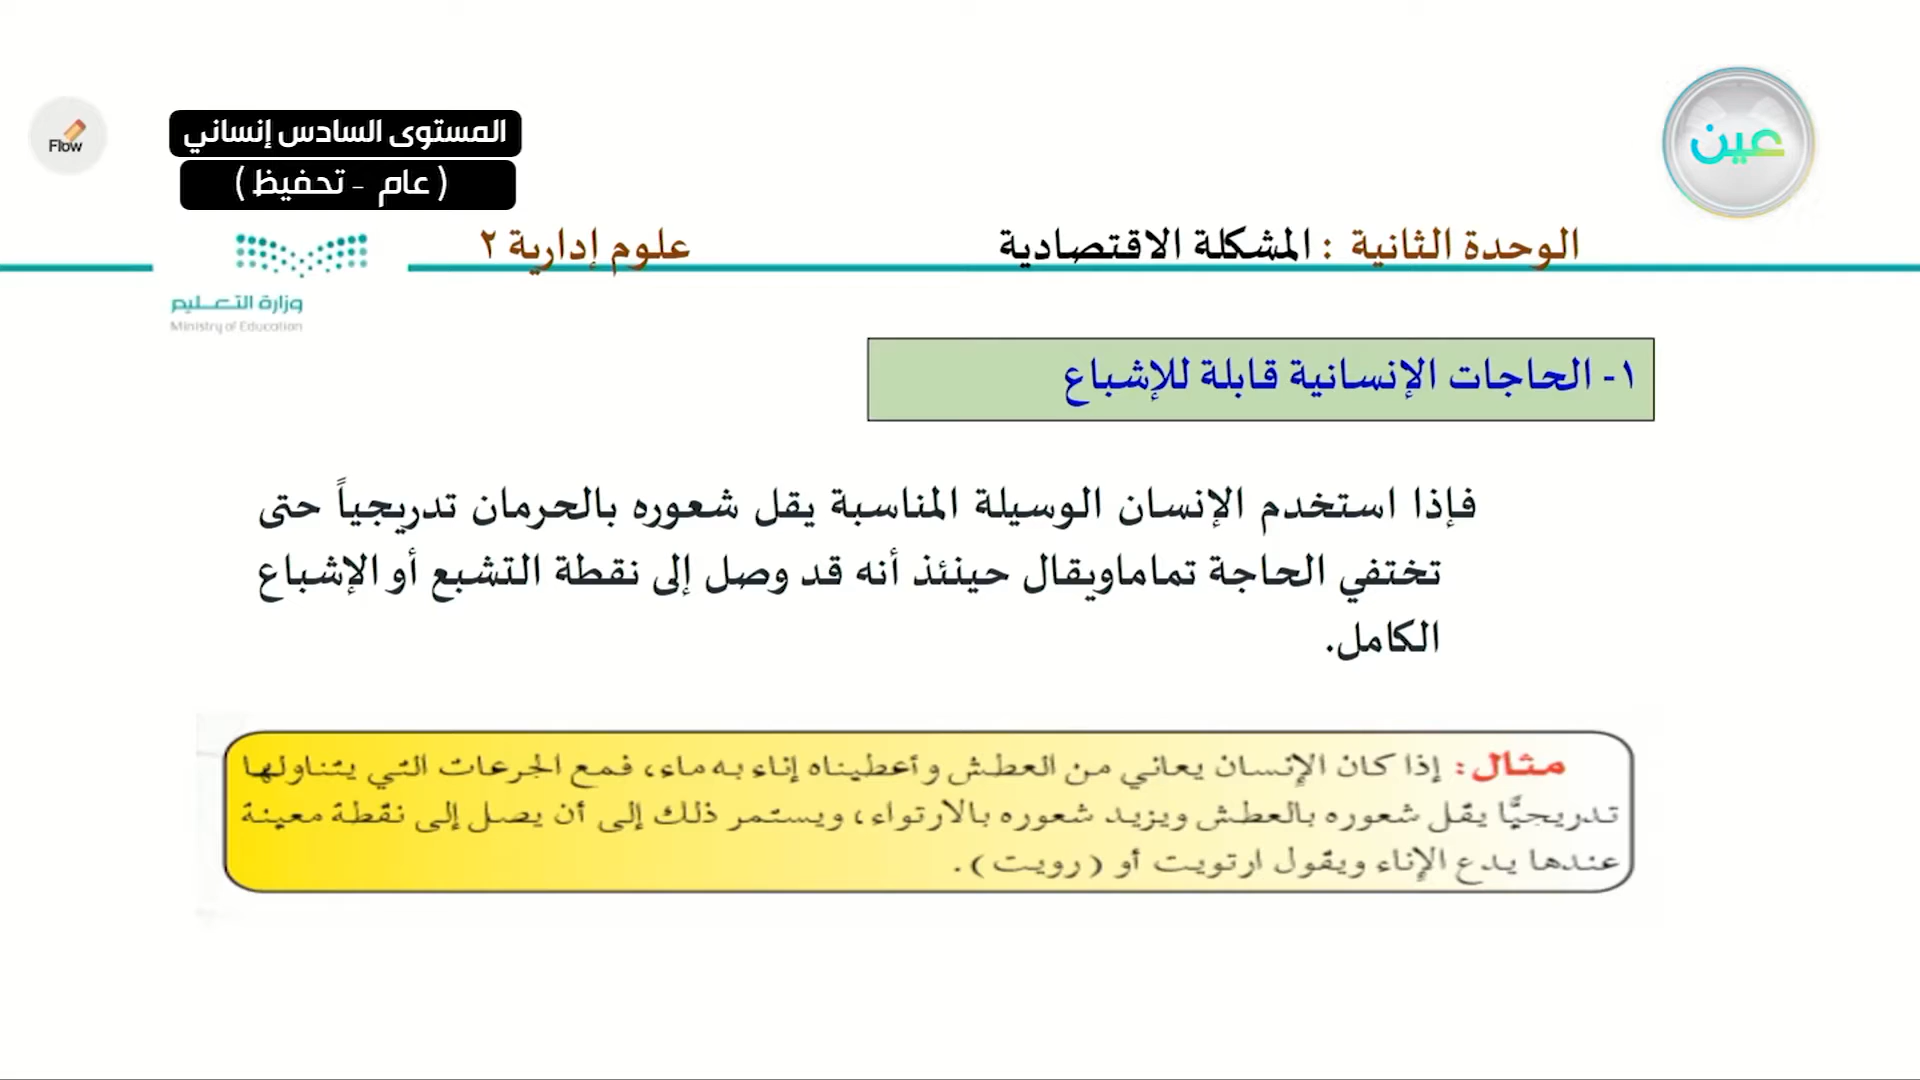 عين
Flow
المستوى السادس إنساني
( عام - تحفيظ )
الوحدة الثانية : المشكلة الاقتصادية
علوم إدارية ٢
وزارة التعليم
Ministry of Education
١- الحاجات الإنسانية قابلة للإشباع
فإذا استخدم الإنسان الوسيلة المناسبة يقل شعوره بالحرمان تدريجياً حتى
تختفي الحاجة تماماويقال حينئذ أنه قد وصل إلى نقطة التشبع أو الإشباع
الكامل.
مثال: إذا كان الإنسان يعاني من العطش وأعطيناه إناء به ماء، فمع الجرعات التي يتناولها
تدريجيًّا يقل شعوره بالعطش ويزيد شعوره بالارتواء، ويستمر ذلك إلى أن يصل إلى نقطة معينة
عندها يدع الإناء ويقول ارتويت أو (رويت).